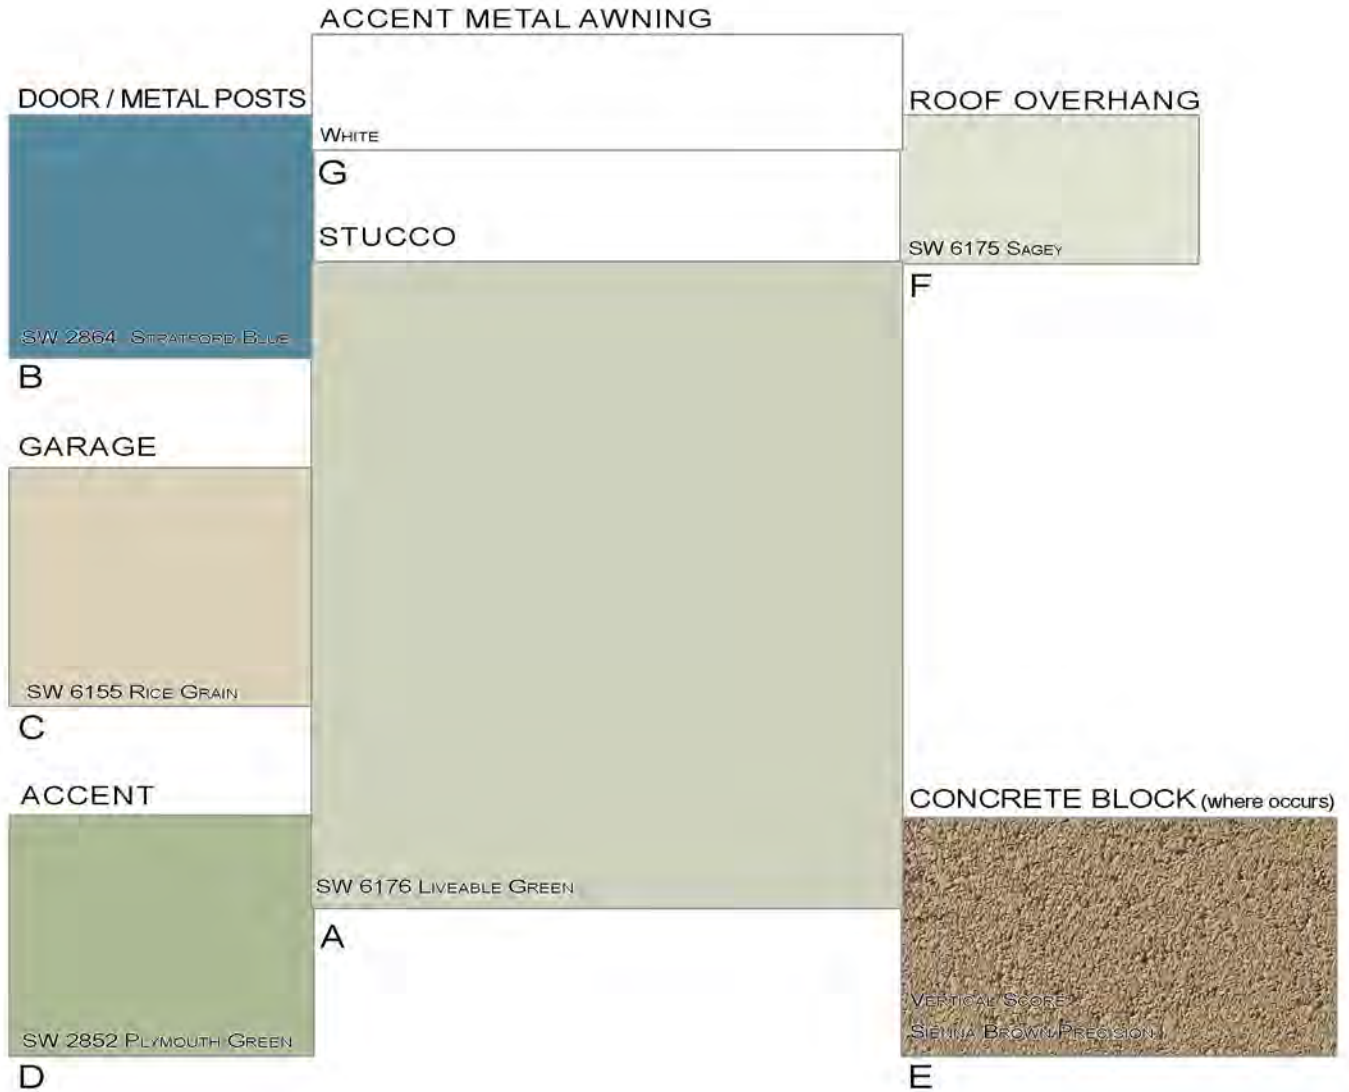 ACCENT METAL AWNING
WHITE
G
DOOR / METAL POSTS
SW 2864 STRATFORD BLUE
B
ROOF OVERHANG
SW 6175 SAGEY
F
STUCCO
SW 6176 LIVEABLE GREEN
A
GARAGE
SW 6155 RICE GRAIN
C
ACCENT
SW 2852 PLYMOUTH GREEN
D
CONCRETE BLOCK (where occurs)
VERTICAL SCORE
SIENNA BROWN PRECISION
E